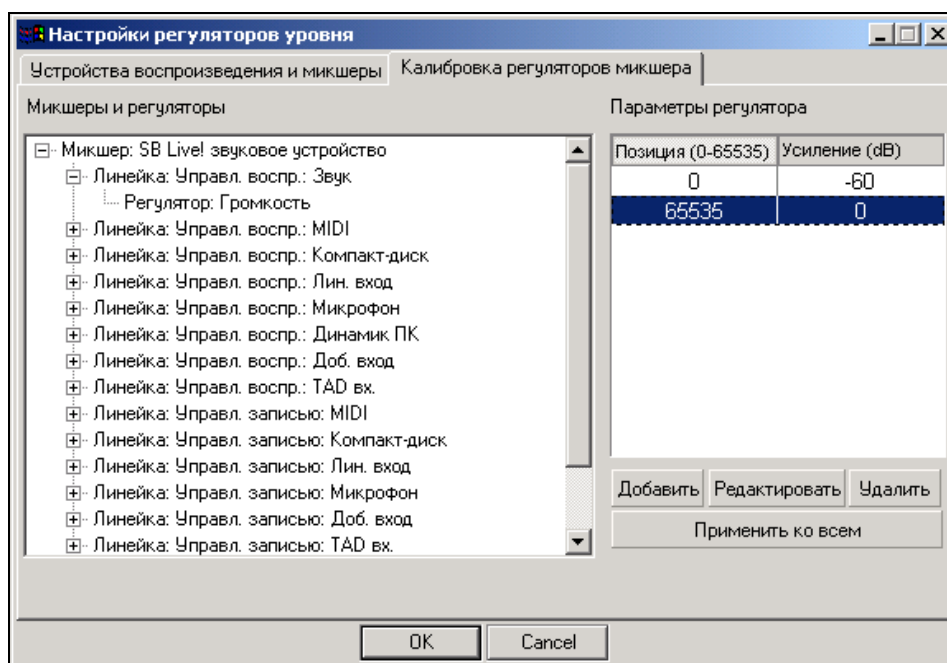 Настройки регуляторов уровня
Устройства воспроизведения и микшеры
Калибровка регуляторов микшера
Микшеры и регуляторы
Микшер: SB Live! звуковое устройство
Линейка: Управл. воспр.: Звук
Регулятор: Громкость
Линейка: Управл. воспр.: MIDI
Линейка: Управл. воспр.: Компакт-диск
Линейка: Управл. воспр.: Лин. вход
Линейка: Управл. воспр.: Микрофон
Линейка: Управл. воспр.: Динамик ПК
Линейка: Управл. воспр.: Доб. вход
Линейка: Управл. воспр.: TAD вх.
Линейка: Управл. записью: MIDI
Линейка: Управл. записью: Компакт-диск
Линейка: Управл. записью: Лин. вход
Линейка: Управл. записью: Микрофон
Линейка: Управл. записью: Доб. вход
Линейка: Управл. записью: TAD вх.
Параметры регулятора
Позиция (0-65535) Усиление (dB)
0 -60
65535 0
Добавить Редактировать Удалить
Применить ко всем
OK Cancel